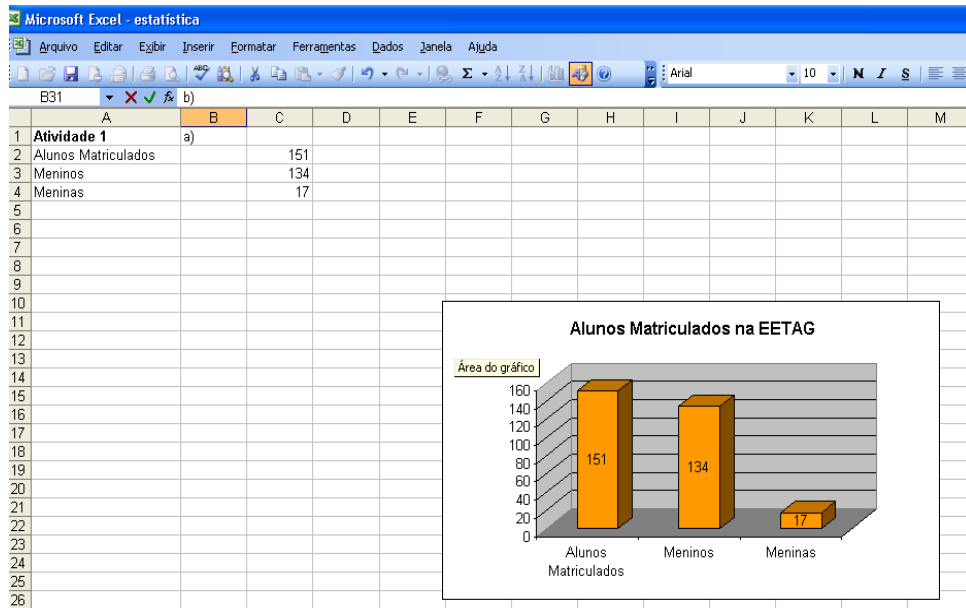 Microsoft Excel - estatística
Arquivo Editar Exibir Inserir Formatar Ferramentas Dados Janela Ajuda
ABC Σ Arial 10 N I S
B31 fx b)
A B C D E F G H I J K L M
1 Atividade 1 a)
2 Alunos Matriculados 151
3 Meninos 134
4 Meninas 17
5
6
7
8
9
10
11
12
13
14
15
16
17
18
19
20
21
22
23
24
25
26
Alunos Matriculados na EETAG
Área do gráfico
160
140
120
100
80
60
40
20
0
151
134
17
Alunos Matriculados
Meninos
Meninas